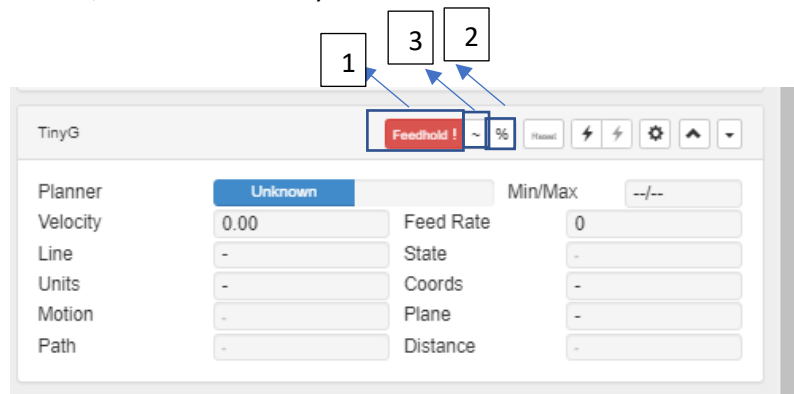 1 3 2
TinyG Feedhold ! ~ % Reset
Planner Unknown Min/Max --/--
Velocity 0.00 Feed Rate 0
Line - State -
Units - Coords -
Motion - Plane -
Path - Distance -